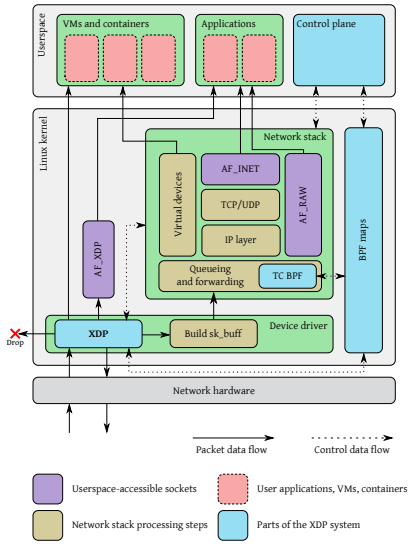 Userspace
VMs and containers
Applications
Control plane
Linux kernel
Network stack
Virtual devices
AF_INET
TCP/UDP
IP layer
AF_RAW
AF_XDP
BPF maps
Queueing
and forwarding
TC BPF
Device driver
XDP
Build sk_buff
Drop
Network hardware
Packet data flow
Control data flow
Userspace-accessible sockets
User applications, VMs, containers
Network stack processing steps
Parts of the XDP system